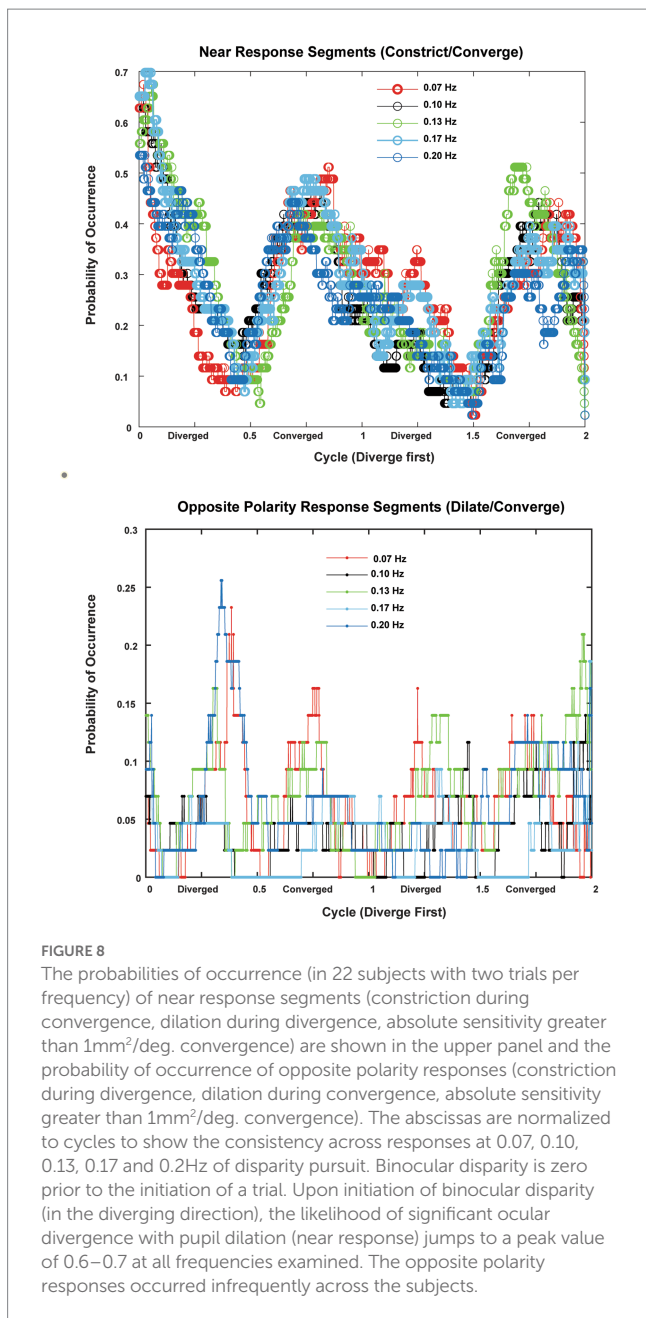 Near Response Segments (Constrict/Converge)
0.7
0.6
0.5
0.4
0.3
0.2
0.1
0
Probability of Occurrence
0.07 Hz
0.10 Hz
0.13 Hz
0.17 Hz
0.20 Hz
0 0.5 1 1.5 2
Diverged Converged Diverged Converged
Cycle (Diverge first)
Opposite Polarity Response Segments (Dilate/Converge)
0.3
0.25
0.2
0.15
0.1
0.05
0
Probability of Occurrence
0.07 Hz
0.10 Hz
0.13 Hz
0.17 Hz
0.20 Hz
0 0.5 1 1.5 2
Diverged Converged Diverged Converged
Cycle (Diverge First)
FIGURE 8
The probabilities of occurrence (in 22 subjects with two trials per
frequency) of near response segments (constriction during
convergence, dilation during divergence, absolute sensitivity greater
than 1mm²/deg. convergence) are shown in the upper panel and the
probability of occurrence of opposite polarity responses (constriction
during divergence, dilation during convergence, absolute sensitivity
greater than 1mm²/deg. convergence). The abscissas are normalized
to cycles to show the consistency across responses at 0.07, 0.10,
0.13, 0.17 and 0.2Hz of disparity pursuit. Binocular disparity is zero
prior to the initiation of a trial. Upon initiation of binocular disparity
(in the diverging direction), the likelihood of significant ocular
divergence with pupil dilation (near response) jumps to a peak value
of 0.6–0.7 at all frequencies examined. The opposite polarity
responses occurred infrequently across the subjects.